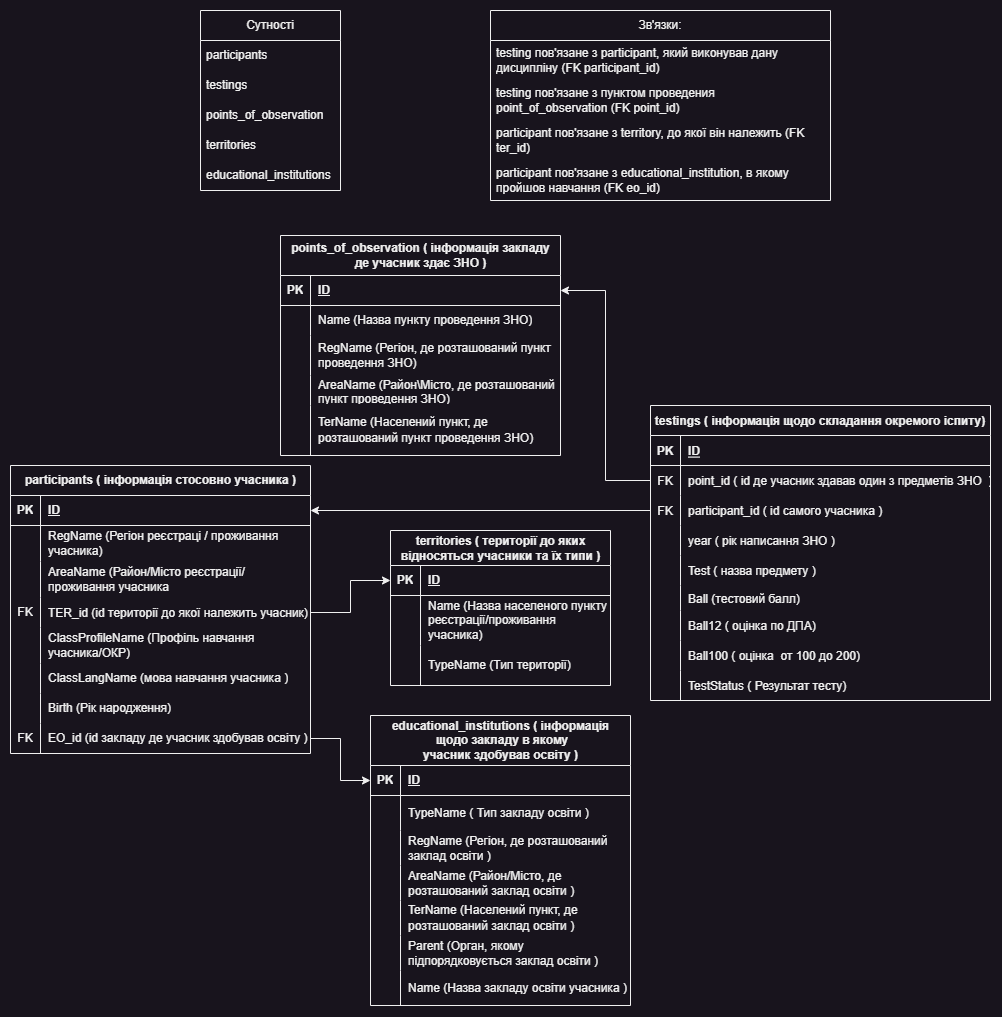 Сутності
participants
testings
points_of_observation
territories
educational_institutions
Зв'язки:
testing пов'язане з participant, який виконував дану
дисципліну (FK participant_id)
testing пов'язане з пунктом проведення
point_of_observation (FK point_id)
participant пов'язане з territory, до якої він належить (FK
ter_id)
participant пов'язане з educational_institution, в якому
пройшов навчання (FK eo_id)
points_of_observation ( інформація закладу
де учасник здає ЗНО )
PK ID
Name (Назва пункту проведення ЗНО)
RegName (Регіон, де розташований пункт
проведення ЗНО)
AreaName (Район\Місто, де розташований
пункт проведення ЗНО)
TerName (Населений пункт, де
розташований пункт проведення ЗНО)
testings ( інформація щодо складання окремого іспиту)
PK ID
FK point_id ( id де учасник здавав один з предметів ЗНО )
FK participant_id ( id самого учасника )
year ( рік написання ЗНО )
Test ( назва предмету )
Ball (тестовий балл)
Ball12 ( оцінка по ДПА)
Ball100 ( оцінка от 100 до 200)
TestStatus ( Результат тесту)
participants ( інформація стосовно учасника )
PK ID
RegName (Регіон реєстраці / проживання
учасника)
AreaName (Район/Місто реєстрації/
проживання учасника
FK TER_id (id території до якої належить учасник)
ClassProfileName (Профіль навчання
учасника/ОКР)
ClassLangName (мова навчання учасника )
Birth (Рік народження)
FK EO_id (id закладу де учасник здобував освіту )
territories ( території до яких
відносяться учасники та їх типи )
PK ID
Name (Назва населеного пункту
реєстрації/проживання
учасника)
TypeName (Тип території)
educational_institutions ( інформація
щодо закладу в якому
учасник здобував освіту )
PK ID
TypeName ( Тип закладу освіти )
RegName (Регіон, де розташований
заклад освіти )
AreaName (Район/Місто, де
розташований заклад освіти )
TerName (Населений пункт, де
розташований заклад освіти )
Parent (Орган, якому
підпорядковується заклад освіти )
Name (Назва закладу освіти учасника )